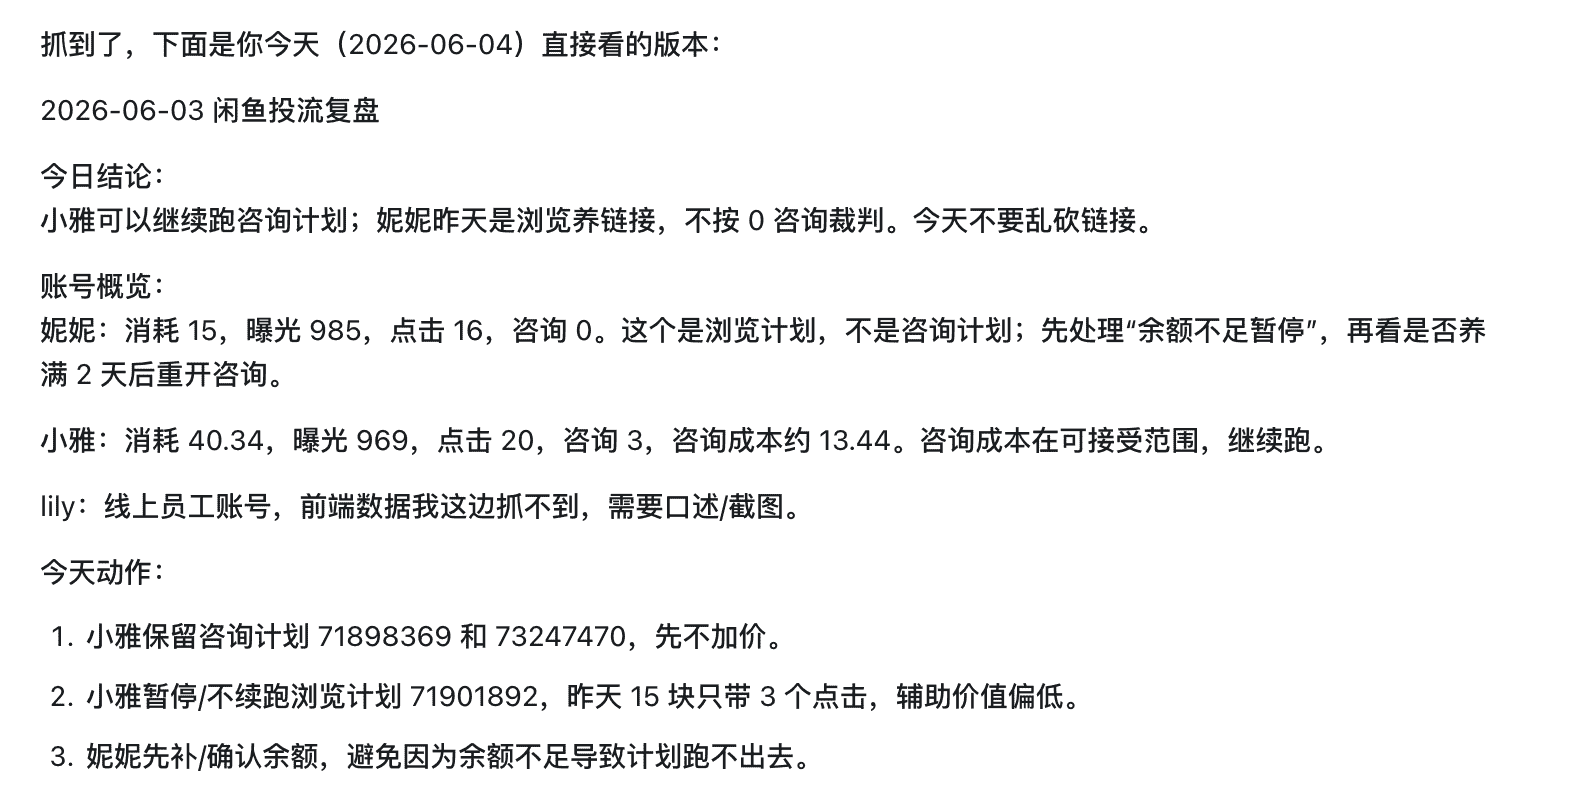 抓到了，下面是你今天（2026-06-04）直接看的版本：
2026-06-03 闲鱼投流复盘
今日结论：
小雅可以继续跑咨询计划；妮妮昨天是浏览养链接，不按 0 咨询裁判。今天不要乱砍链接。
账号概览：
妮妮：消耗 15，曝光 985，点击 16，咨询 0。这个是浏览计划，不是咨询计划；先处理“余额不足暂停”，再看是否养
满 2 天后重开咨询。
小雅：消耗 40.34，曝光 969，点击 20，咨询 3，咨询成本约 13.44。咨询成本在可接受范围，继续跑。
lily：线上员工账号，前端数据我这边抓不到，需要口述/截图。
今天动作：
1. 小雅保留咨询计划 71898369 和 73247470，先不加价。
2. 小雅暂停/不续跑浏览计划 71901892，昨天 15 块只带 3 个点击，辅助价值偏低。
3. 妮妮先补/确认余额，避免因为余额不足导致计划跑不出去。